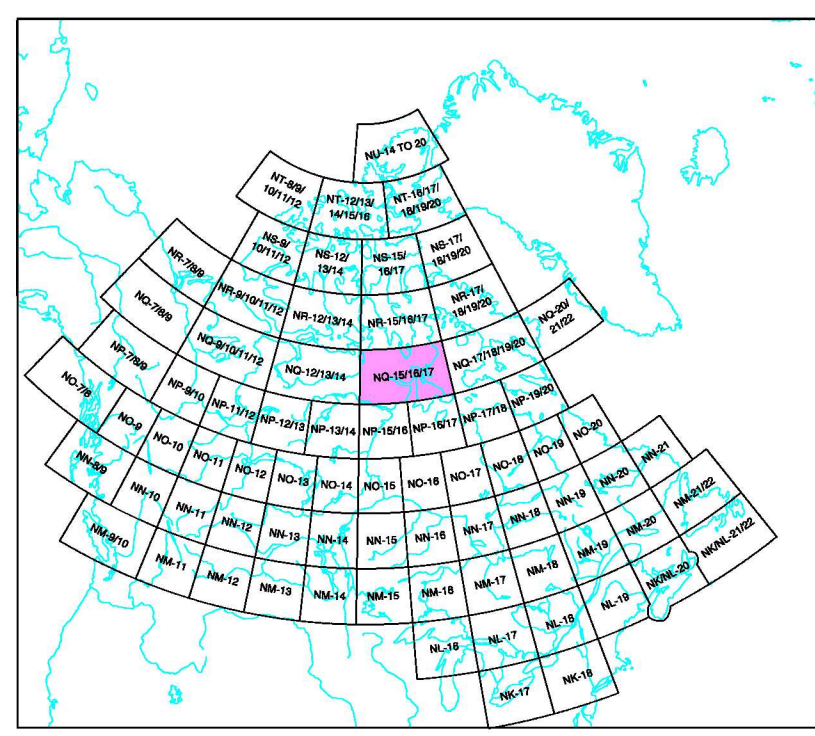 NU-14 TO 20
NT-8/9/
10/11/12
NT-12/13/
14/15/16
NT-16/17/
18/19/20
NS-9/
10/11/12
NS-12/
13/14
NS-15/
16/17
NS-17/
18/19/20
NR-7/8/9
NR-9/10/11/12
NR-12/13/14
NR-15/16/17
NR-17/
18/19/20
NQ-7/8/9
NQ-9/10/11/12
NQ-12/13/14
NQ-15/16/17
NQ-17/18/19/20
NQ-20/
21/22
NP-7/8/9
NP-9/10
NP-11/12
NP-12/13
NP-13/14
NP-15/16
NP-16/17
NP-17/18
NP-19/20
NO-7/8
NO-9
NO-10
NO-11
NO-12
NO-13
NO-14
NO-15
NO-16
NO-17
NO-18
NO-19
NO-20
NN-8/9
NN-10
NN-11
NN-12
NN-13
NN-14
NN-15
NN-16
NN-17
NN-18
NN-19
NN-20
NN-21
NM-9/10
NM-11
NM-12
NM-13
NM-14
NM-15
NM-16
NM-17
NM-18
NM-19
NM-20
NM-21/22
NL-16
NL-17
NL-18
NL-19
NK/NL-20
NK/NL-21/22
NK-17
NK-18